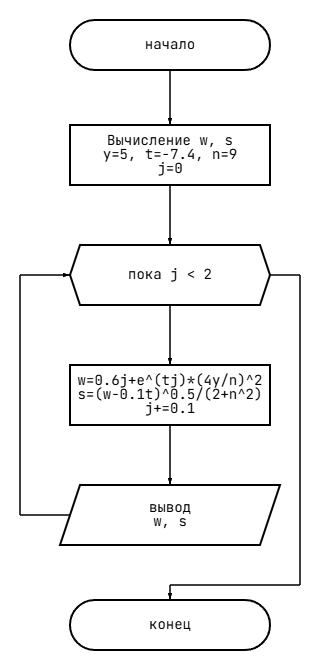 начало
Вычисление w, s
y=5, t=-7.4, n=9
j=0
пока j < 2
w=0.6j+e^(tj)*(4y/n)^2
s=(w-0.1t)^0.5/(2+n^2)
j+=0.1
вывод
w, s
конец